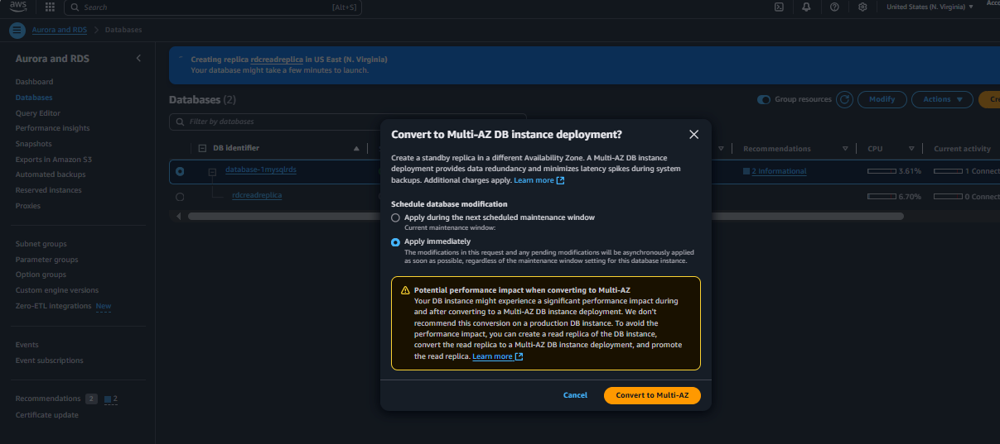 aws
Search
[Alt+S]
United States (N. Virginia) ▼
Acco
Aurora and RDS > Databases
Aurora and RDS
Dashboard
Databases
Query Editor
Performance insights
Snapshots
Exports in Amazon S3
Automated backups
Reserved instances
Proxies
Subnet groups
Parameter groups
Option groups
Custom engine versions
Zero-ETL integrations New
Events
Event subscriptions
Recommendations 2 2
Certificate update
Creating replica rdcreadreplica in US East (N. Virginia)
Your database might take a few minutes to launch.
Databases (2)
Group resources
Modify
Actions ▼
Cre
Filter by databases
DB identifier
Recommendations
CPU
Current activity
database-1mysqlrds
2 Informational
3.61%
1 Connect
rdcreadreplica
6.70%
0 Connect
Convert to Multi-AZ DB instance deployment?
Create a standby replica in a different Availability Zone. A Multi-AZ DB instance
deployment provides data redundancy and minimizes latency spikes during system
backups. Additional charges apply. Learn more
Schedule database modification
Apply during the next scheduled maintenance window
Current maintenance window:
Apply immediately
The modifications in this request and any pending modifications will be asynchronously applied
as soon as possible, regardless of the maintenance window setting for this database instance.
Potential performance impact when converting to Multi-AZ
Your DB instance might experience a significant performance impact during
and after converting to a Multi-AZ DB instance deployment. We don't
recommend this conversion on a production DB instance. To avoid the
performance impact, you can create a read replica of the DB instance,
convert the read replica to a Multi-AZ DB instance deployment, and promote
the read replica. Learn more
Cancel
Convert to Multi-AZ